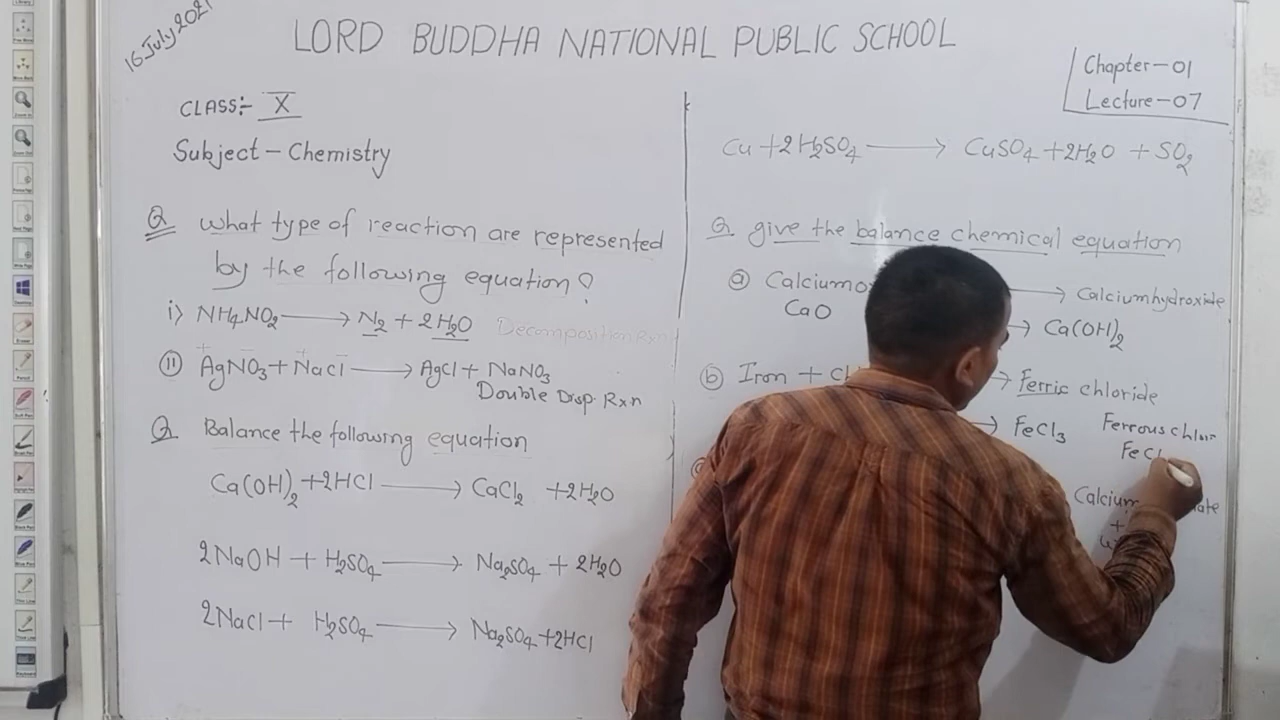 16 July 2021
LORD BUDDHA NATIONAL PUBLIC SCHOOL
Chapter-01
Lecture-07
CLASS:- X
Subject - Chemistry
Q What type of reaction are represented
by the following equation?
i) NH4NO2 → N2 + 2H2O Decomposition Rxn
+ - + -
(II) AgNO3 + NaCl → AgCl + NaNO3
Double Disp. Rxn
Q Balance the following equation
Ca(OH)2 + 2HCl → CaCl2 + 2H2O
2NaOH + H2SO4 → Na2SO4 + 2H2O
2NaCl + H2SO4 → Na2SO4 + 2HCl
Cu + 2H2SO4 → CuSO4 + 2H2O + SO2
Q. give the balance chemical equation
(a) → Calciumhydroxide
CaO → Ca(OH)2
(b) Iron + → Ferric chloride
→ FeCl3
Ferrous
FeCl
+